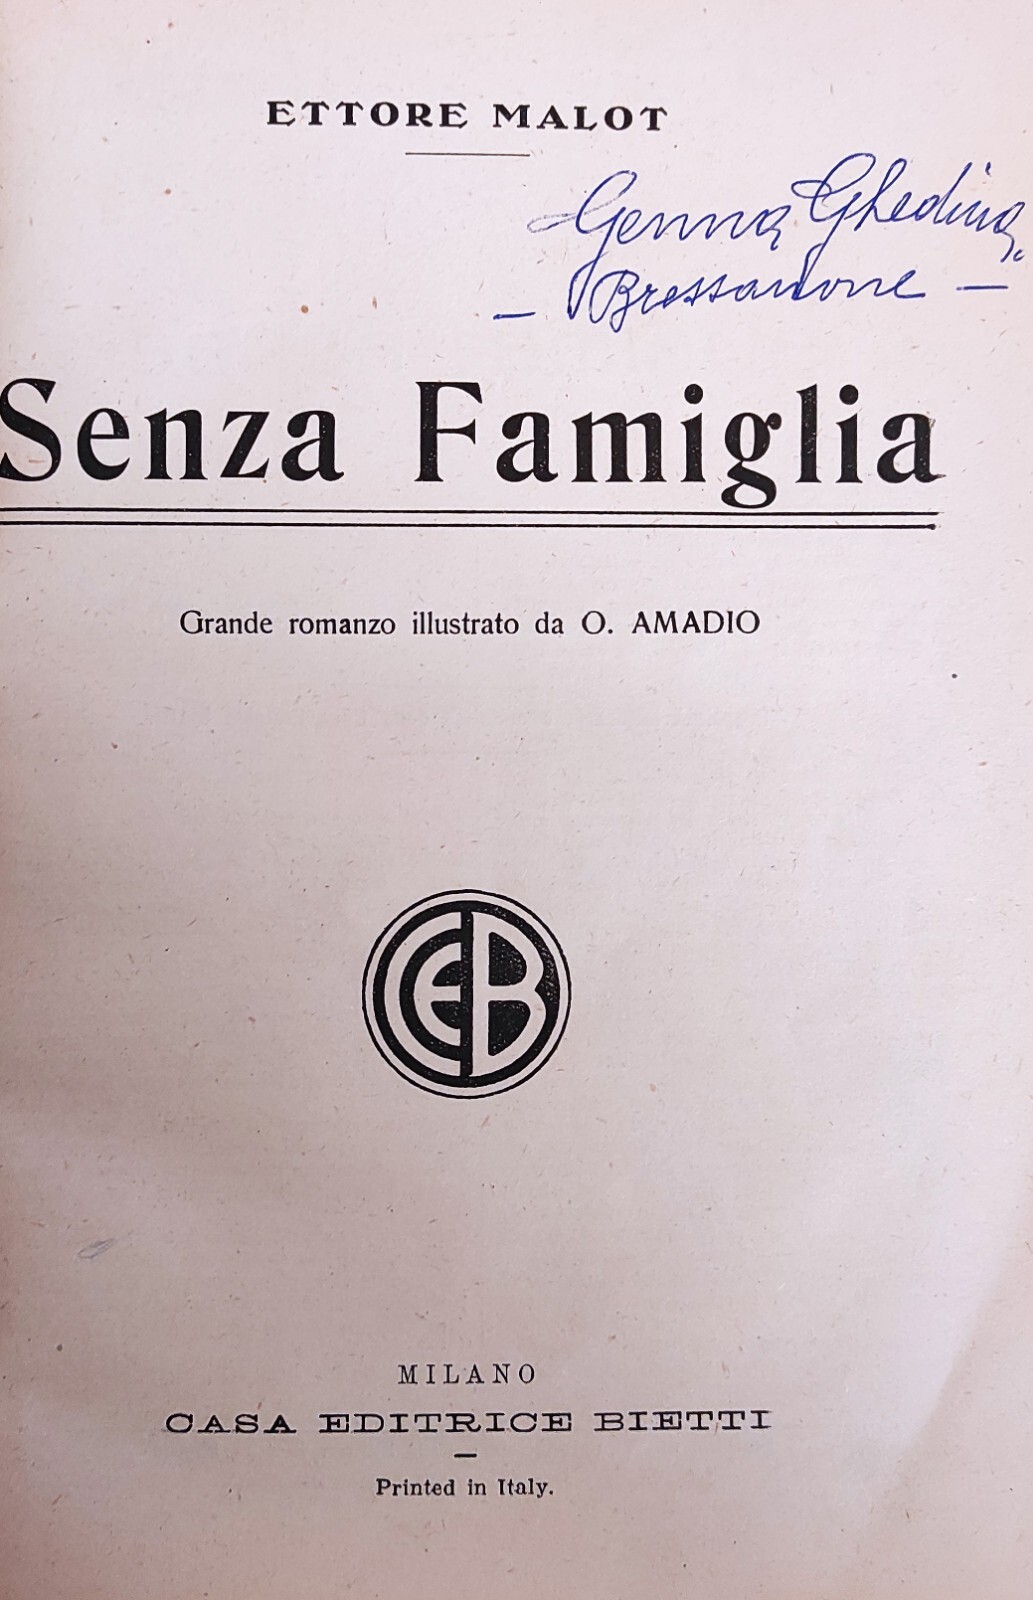 ETTORE MALOT
Genna Ghedina
- Bressanone -
Senza Famiglia
Grande romanzo illustrato da O. AMADIO
CEB
MILANO
CASA EDITRICE BIETTI
Printed in Italy.